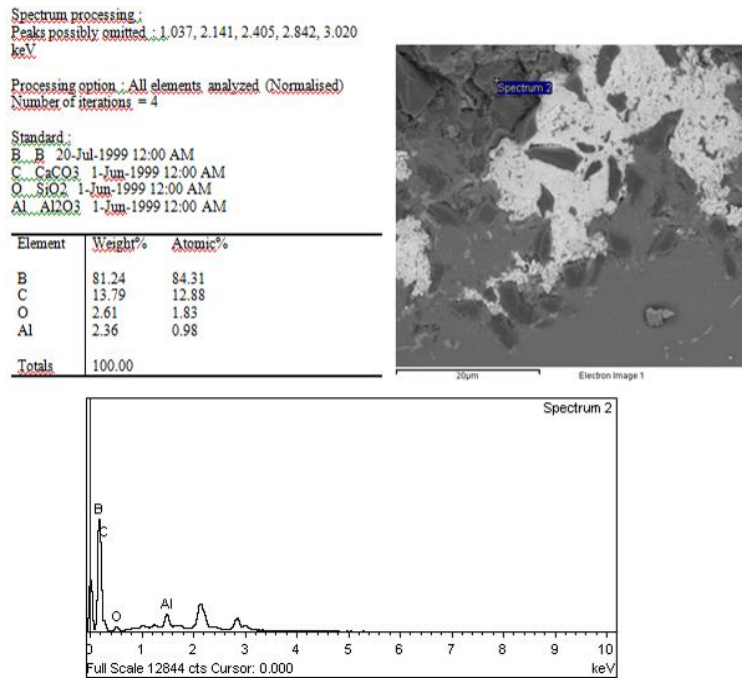 Spectrum processing :
Peaks possibly omitted : 1.037, 2.141, 2.405, 2.842, 3.020
keV
Processing option : All elements analyzed (Normalised)
Number of iterations = 4
Standard :
B B 20-Jul-1999 12:00 AM
C CaCO3 1-Jun-1999 12:00 AM
O SiO2 1-Jun-1999 12:00 AM
Al Al2O3 1-Jun-1999 12:00 AM
Element Weight% Atomic%
B 81.24 84.31
C 13.79 12.88
O 2.61 1.83
Al 2.36 0.98
Totals 100.00
Spectrum 2
20µm Electron Image 1
Spectrum 2
B
C
O
Al
0 1 2 3 4 5 6 7 8 9 10
Full Scale 12844 cts Cursor: 0.000 keV